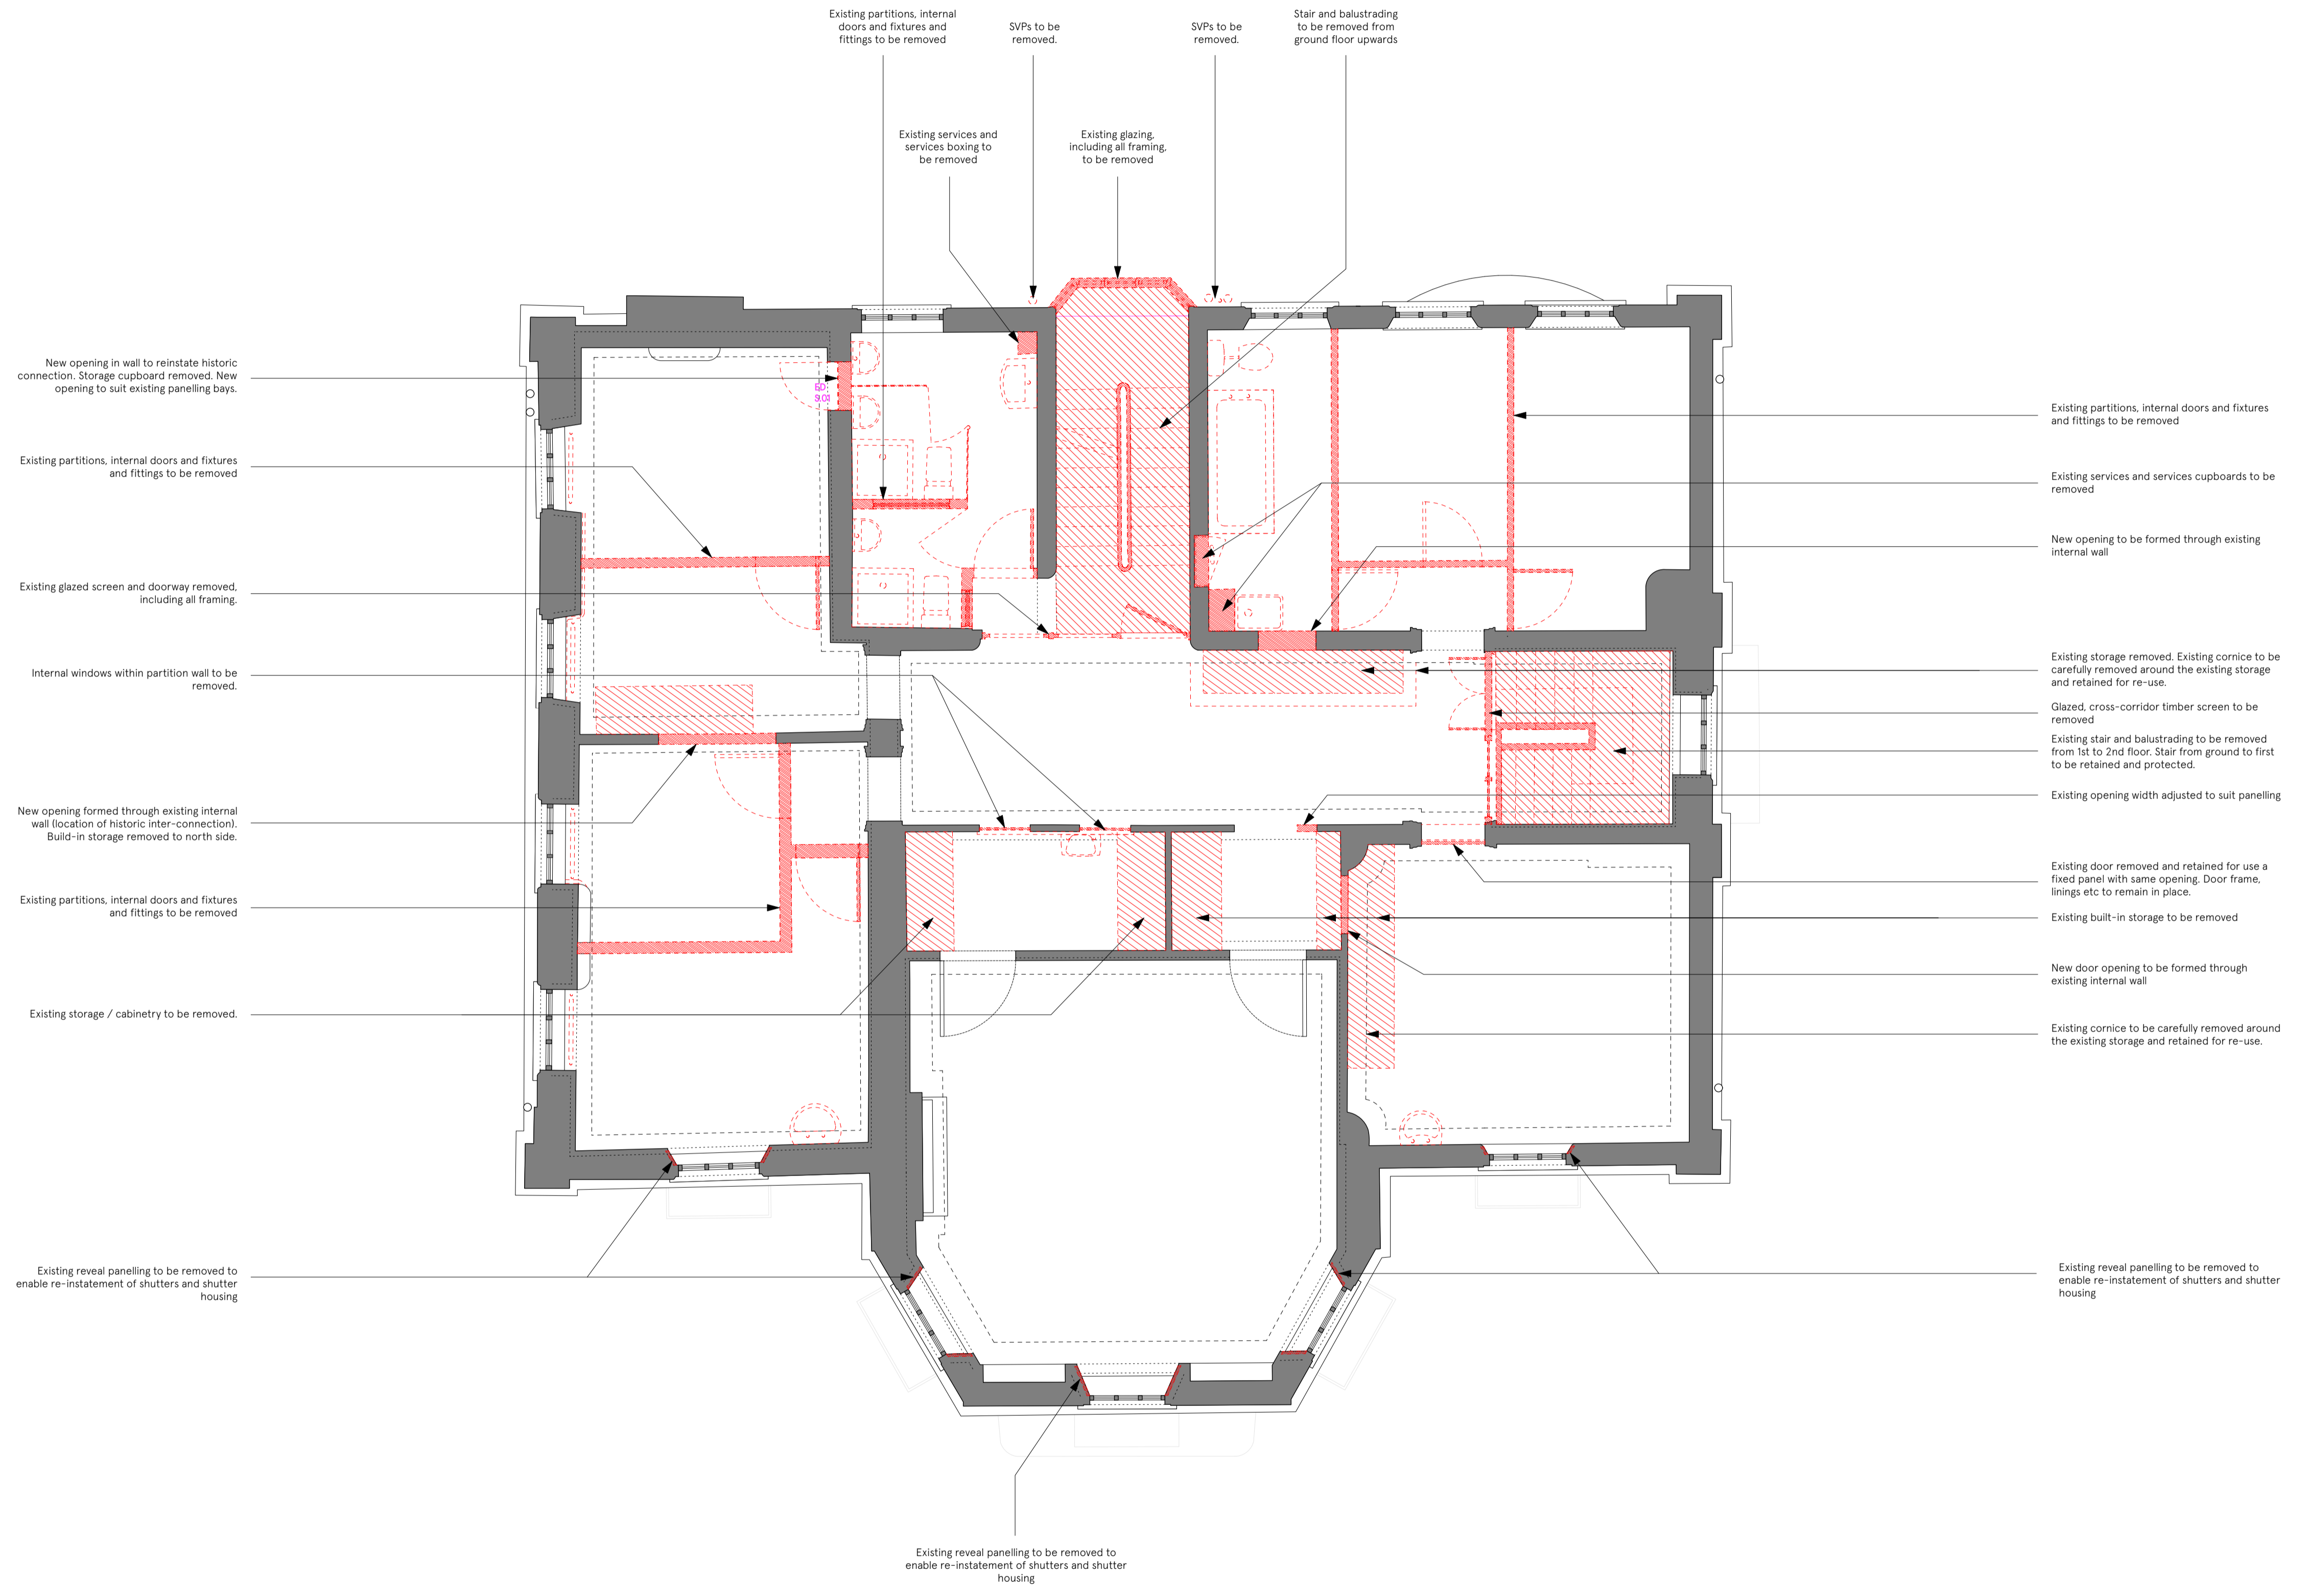 Existing partitions, internal
doors and fixtures and
fittings to be removed
SVPs to be
removed.
SVPs to be
removed.
Stair and balustrading
to be removed from
ground floor upwards
Existing services and
services boxing to
be removed
Existing glazing,
including all framing,
to be removed
New opening in wall to reinstate historic
connection. Storage cupboard removed. New
opening to suit existing panelling bays.
Existing partitions, internal doors and fixtures
and fittings to be removed
Existing glazed screen and doorway removed,
including all framing.
Internal windows within partition wall to be
removed.
New opening formed through existing internal
wall (location of historic inter-connection).
Build-in storage removed to north side.
Existing partitions, internal doors and fixtures
and fittings to be removed
Existing storage / cabinetry to be removed.
Existing reveal panelling to be removed to
enable re-instatement of shutters and shutter
housing
Existing partitions, internal doors and fixtures
and fittings to be removed
Existing services and services cupboards to be
removed
New opening to be formed through existing
internal wall
Existing storage removed. Existing cornice to be
carefully removed around the existing storage
and retained for re-use.
Glazed, cross-corridor timber screen to be
removed
Existing stair and balustrading to be removed
from 1st to 2nd floor. Stair from ground to first
to be retained and protected.
Existing opening width adjusted to suit panelling
Existing door removed and retained for use a
fixed panel with same opening. Door frame,
linings etc to remain in place.
Existing built-in storage to be removed
New door opening to be formed through
existing internal wall
Existing cornice to be carefully removed around
the existing storage and retained for re-use.
Existing reveal panelling to be removed to
enable re-instatement of shutters and shutter
housing
Existing reveal panelling to be removed to
enable re-instatement of shutters and shutter
housing